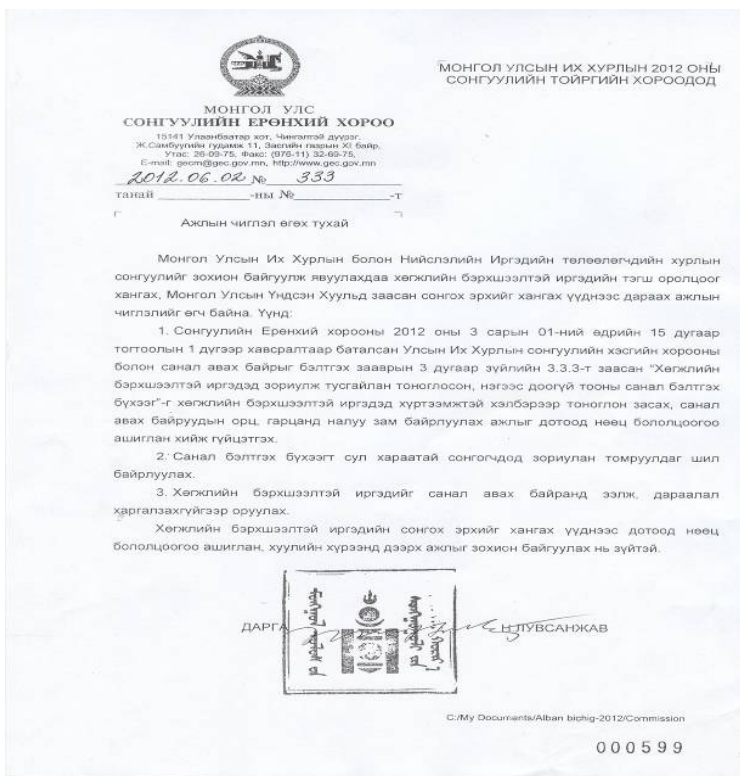 МОНГОЛ УЛСЫН ИХ ХУРЛЫН 2012 ОНЫ
СОНГУУЛИЙН ТОЙРГИЙН ХОРООДОД
МОНГОЛ УЛС
СОНГУУЛИЙН ЕРӨНХИЙ ХОРОО
15141 Улаанбаатар хот, Чингэлтэй дүүрэг,
Ж.Самбуугийн гудамж 11, Засгийн газрын XI байр,
Утас: 26-09-75, Факс: (976-11) 32-69-75,
E-mail: gecm@gec.gov.mn, http://www.gec.gov.mn
2012.06.02 № 333
танай ____________-ны №____________-т
Ажлын чиглэл өгөх тухай
Монгол Улсын Их Хурлын болон Нийслэлийн Иргэдийн төлөөлөгчдийн хурлын
сонгуулийг зохион байгуулж явуулахдаа хөгжлийн бэрхшээлтэй иргэдийн тэгш оролцоог
хангах, Монгол Улсын Үндсэн Хуульд заасан сонгох эрхийг хангах үүднээс дараах ажлын
чиглэлийг өгч байна. Үүнд:
1. Сонгуулийн Ерөнхий хорооны 2012 оны 3 сарын 01-ний өдрийн 15 дугаар
тогтоолын 1 дүгээр хавсралтаар баталсан Улсын Их Хурлын сонгуулийн хэсгийн хорооны
болон санал авах байрыг бэлтгэх зааврын 3 дугаар зүйлийн 3.3.3-т заасан "Хөгжлийн
бэрхшээлтэй иргэдэд зориулж тусгайлан тоноглосон, нэгээс доогүй тооны санал бэлтгэх
бүхээг"-г хөгжлийн бэрхшээлтэй иргэдэд хүртээмжтэй хэлбэрээр тоноглон засах, санал
авах байруудын орц, гарцанд налуу зам байрлуулах ажлыг дотоод нөөц бололцоогоо
ашиглан хийж гүйцэтгэх.
2. Санал бэлтгэх бүхээгт сул хараатай сонгогчдод зориулан томруулдаг шил
байрлуулах.
3. Хөгжлийн бэрхшээлтэй иргэдийг санал авах байранд ээлж, дараалал
харгалзахгүйгээр оруулах.
Хөгжлийн бэрхшээлтэй иргэдийн сонгох эрхийг хангах үүднээс дотоод нөөц
бололцоогоо ашиглан, хуулийн хүрээнд дээрх ажлыг зохион байгуулах нь зүйтэй.
ДАРГА Н.ЛУВСАНЖАВ
C:/My Documents/Alban bichig-2012/Commission
000599